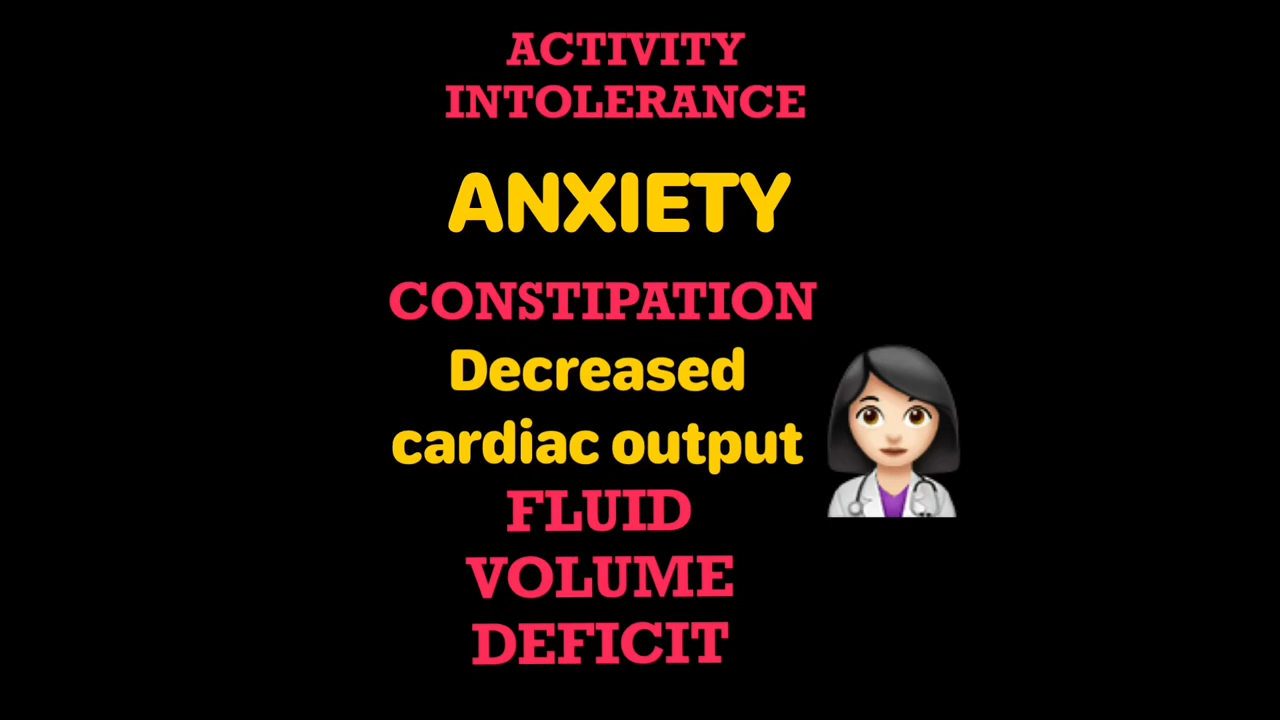 ACTIVITY
INTOLERANCE
ANXIETY
CONSTIPATION
Decreased
cardiac output
FLUID
VOLUME
DEFICIT